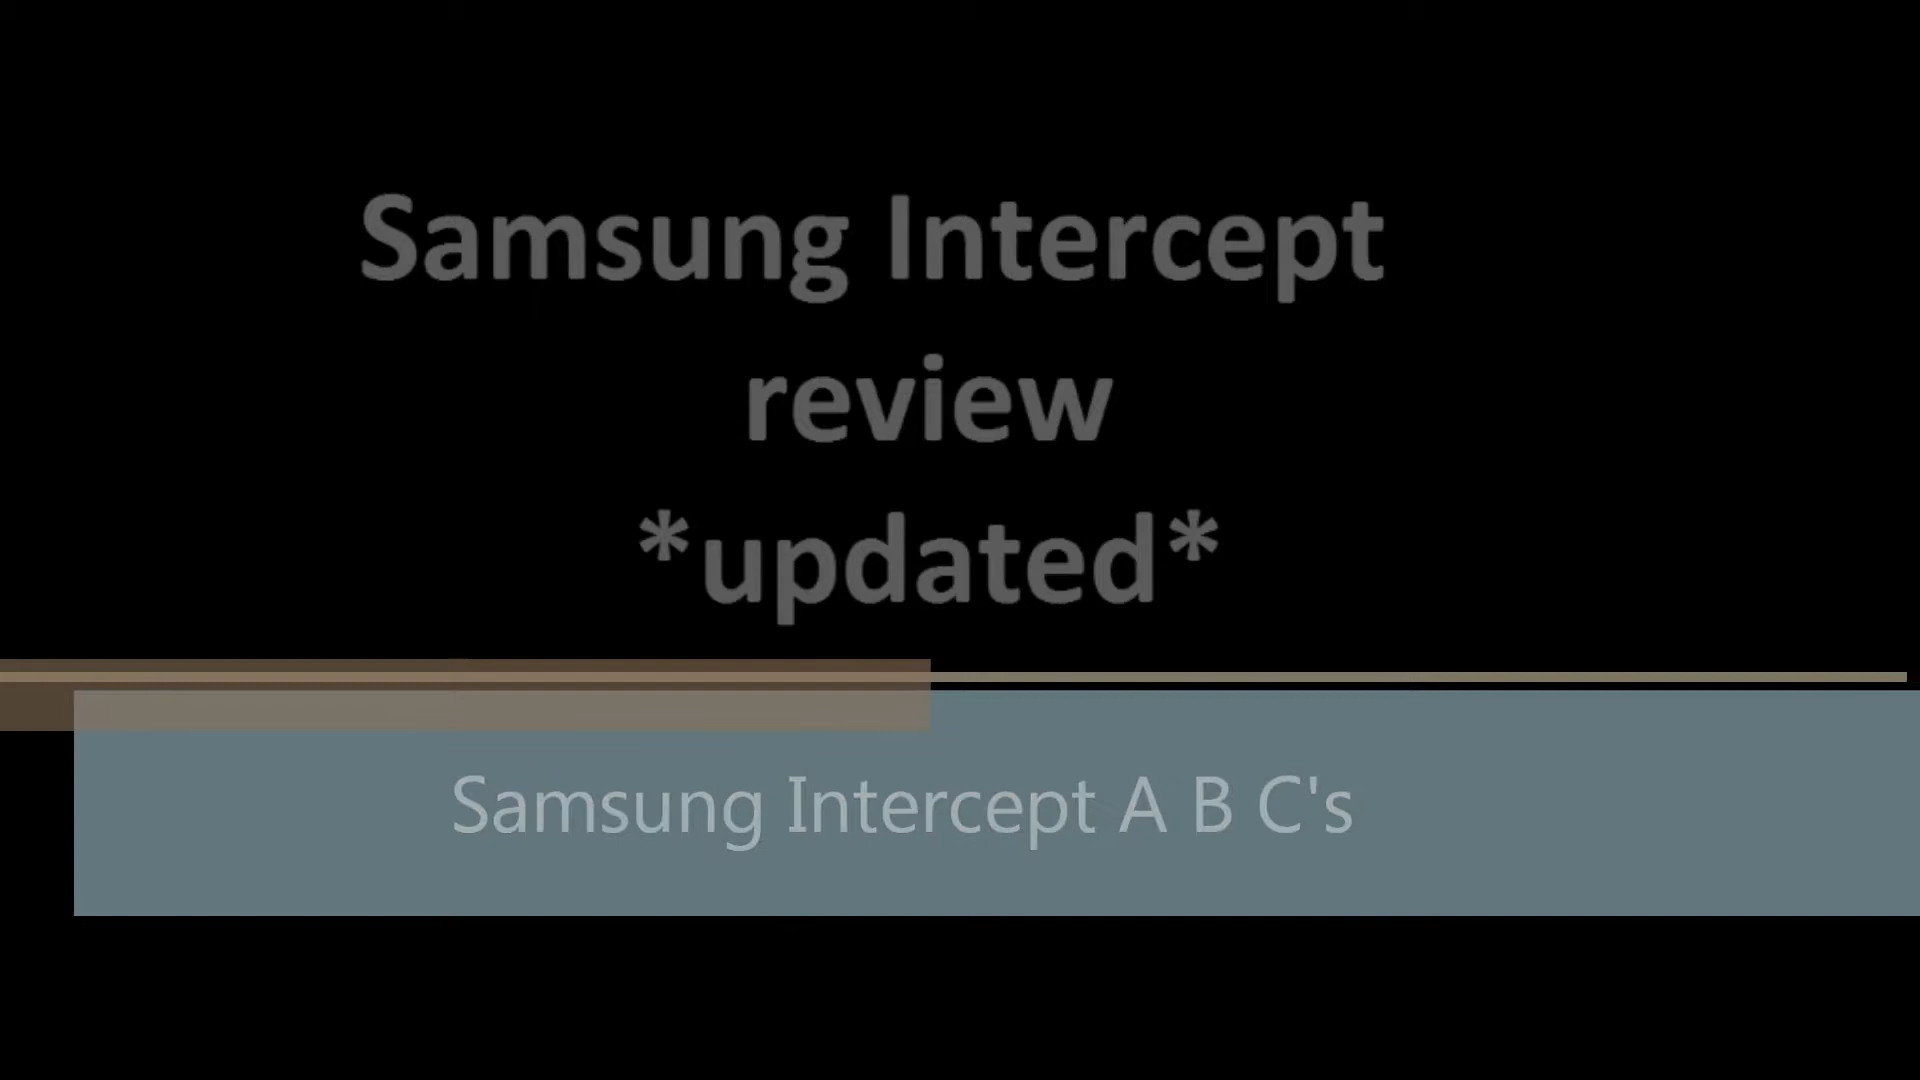 Samsung Intercept
review
*updated*
Samsung Intercept A B C's